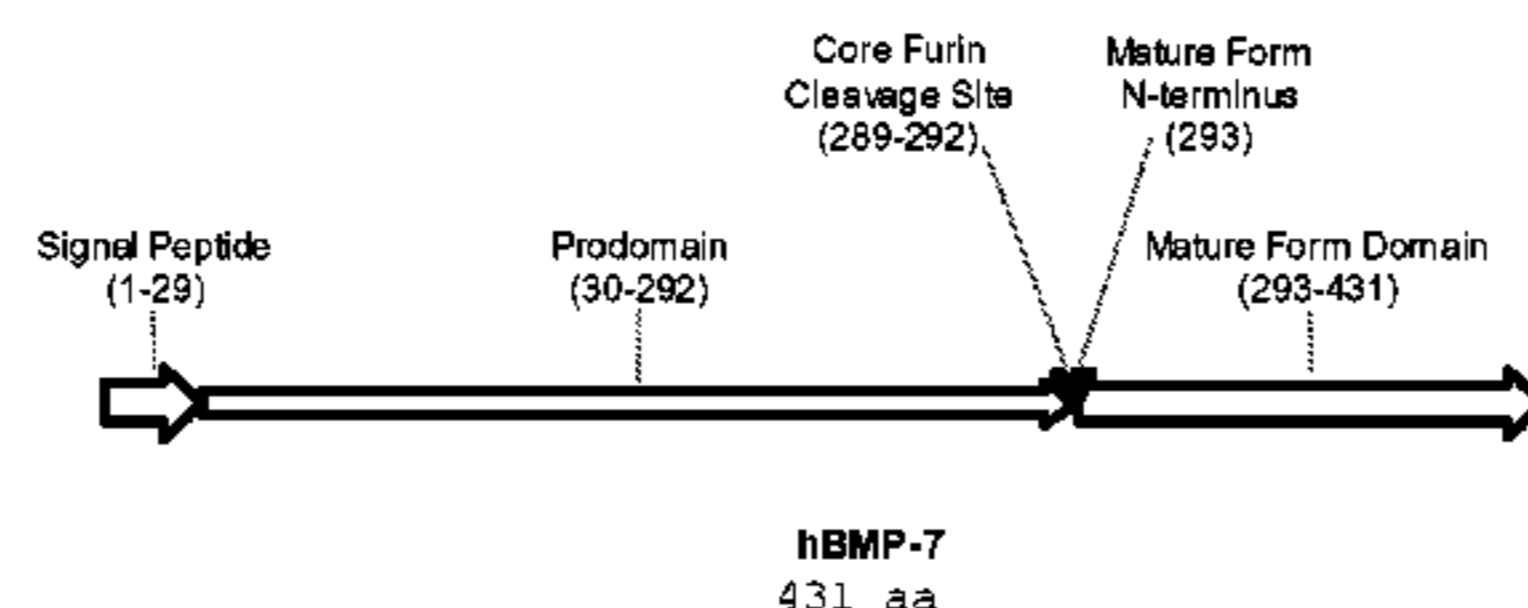 Core Furin
Cleavage Site
(289-292)
Mature Form
N-terminus
(293)
Signal Peptide
(1-29)
Prodomain
(30-292)
Mature Form Domain
(293-431)
hBMP-7
431 aa